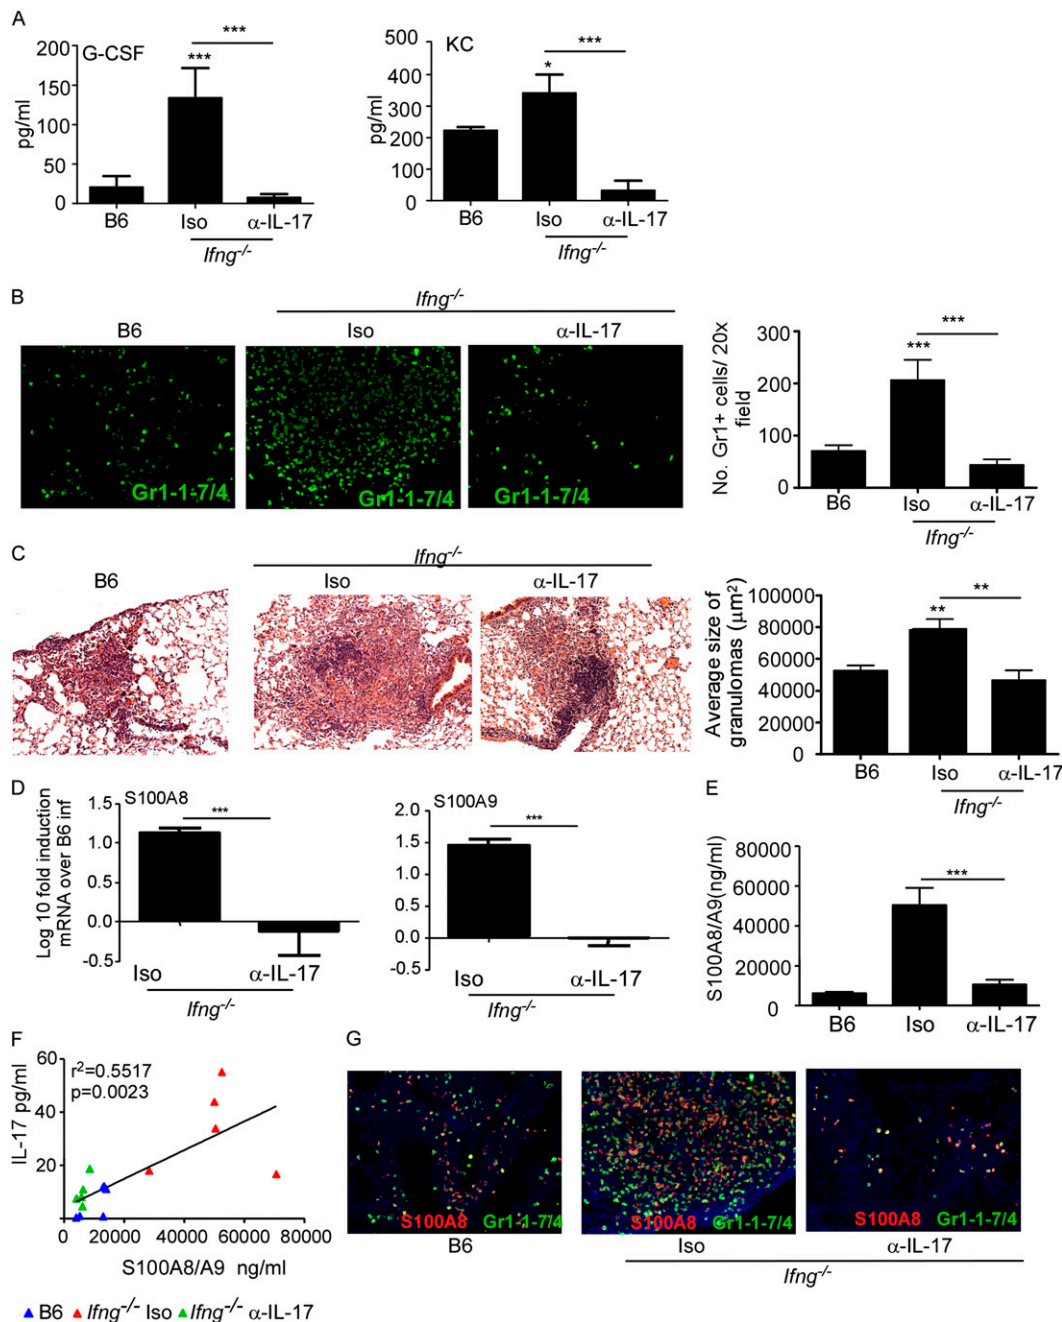 A
G-CSF
pg/ml
200
150
100
50
0
***
***
B6
Iso
α-IL-17
Ifng-/-
KC
pg/ml
500
400
300
200
100
0
*
***
B6
Iso
α-IL-17
Ifng-/-
B
Ifng-/-
B6
Iso
α-IL-17
Gr1-1-7/4
Gr1-1-7/4
Gr1-1-7/4
No. Gr1+ cells/ 20x
field
300
200
100
0
***
***
B6
Iso
α-IL-17
Ifng-/-
C
Ifng-/-
B6
Iso
α-IL-17
Average size of
granulomas (µm2)
100000
80000
60000
40000
20000
0
**
**
B6
Iso
α-IL-17
Ifng-/-
D
S100A8
Log 10 fold induction
mRNA over B6 inf
1.5
1.0
0.5
0.0
-0.5
***
Iso
α-IL-17
Ifng-/-
S100A9
2.0
1.5
1.0
0.5
0.0
-0.5
***
Iso
α-IL-17
Ifng-/-
E
S100A8/A9(ng/ml)
80000
60000
40000
20000
0
***
B6
Iso
α-IL-17
F
r2=0.5517
p=0.0023
IL-17 pg/ml
60
40
20
0
20000
40000
60000
80000
S100A8/A9 ng/ml
B6 Ifng-/- Iso Ifng-/- α-IL-17
G
S100A8 Gr1-1-7/4
S100A8 Gr1-1-7/4
S100A8 Gr1-1-7/4
B6
Iso
α-IL-17
Ifng-/-